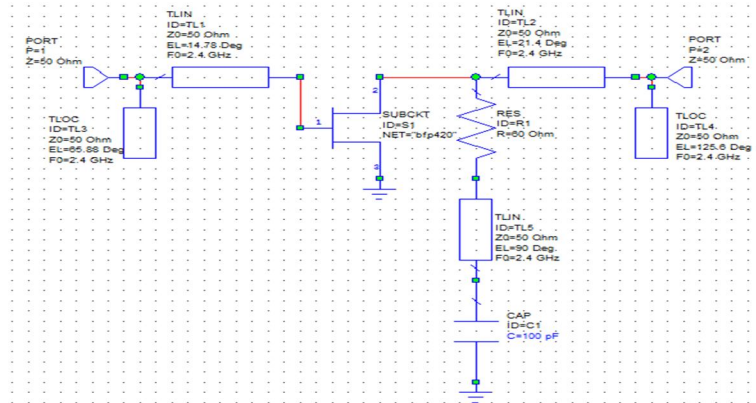 PORT
P=1
Z=50 Ohm
TLIN
ID=TL1
Z0=50 Ohm
EL=14.78 Deg
F0=2.4 GHz
TLIN
ID=TL2
Z0=50 Ohm
EL=21.4 Deg
F0=2.4 GHz
PORT
P=2
Z=50 Ohm
TLOC
ID=TL3
Z0=50 Ohm
EL=65.88 Deg
F0=2.4 GHz
1
2
3
SUBCKT
ID=S1
NET="bfp420"
RES
ID=R1
R=60 Ohm
TLOC
ID=TL4
Z0=50 Ohm
EL=125.6 Deg
F0=2.4 GHz
TLIN
ID=TL5
Z0=50 Ohm
EL=90 Deg
F0=2.4 GHz
CAP
ID=C1
C=100 pF